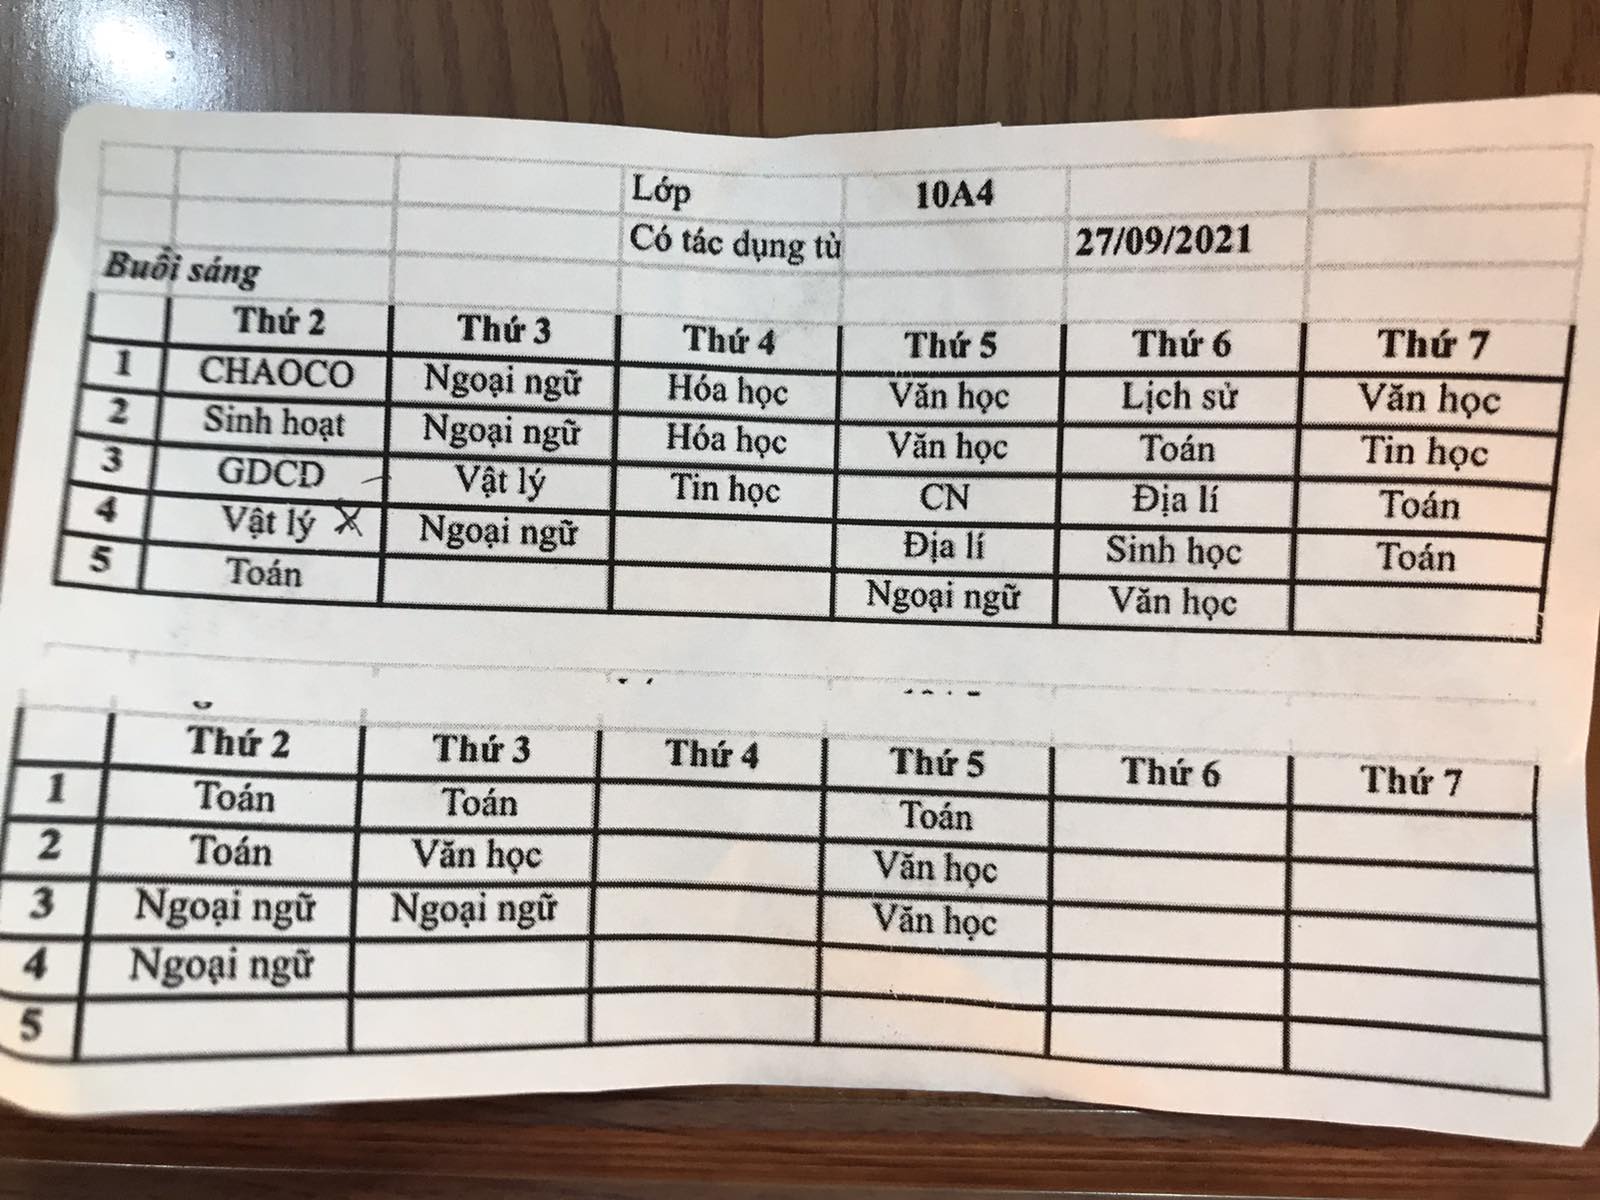 Lớp 10A4
Có tác dụng từ 27/09/2021
Buổi sáng
Thứ 2 Thứ 3 Thứ 4 Thứ 5 Thứ 6 Thứ 7
1 CHAOCO Ngoại ngữ Hóa học Văn học Lịch sử Văn học
2 Sinh hoạt Ngoại ngữ Hóa học Văn học Toán Tin học
3 GDCD Vật lý Tin học CN Địa lí Toán
4 Vật lý Ngoại ngữ Địa lí Sinh học Toán
5 Toán Ngoại ngữ Văn học
Thứ 2 Thứ 3 Thứ 4 Thứ 5 Thứ 6 Thứ 7
1 Toán Toán Toán
2 Toán Văn học Văn học
3 Ngoại ngữ Ngoại ngữ Văn học
4 Ngoại ngữ
5